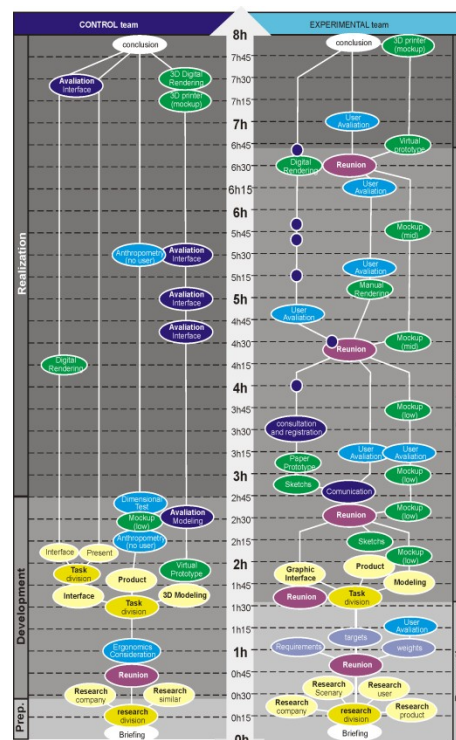 CONTROL team
EXPERIMENTAL team
8h
conclusion
conclusion
3D printer
(mockup)
7h45
Avaliation
Interface
3D Digital
Rendering
7h30
3D printer
(mockup)
7h15
7h
User
Avaliation
6h45
Virtual
prototype
Digital
Rendering
6h30
Reunion
6h15
User
Avaliation
6h
5h45
Mockup
(mid)
Anthropometry
(no user)
Avaliation
Interface
5h30
5h15
User
Avaliation
Manual
Rendering
Avaliation
Interface
5h
4h45
User
Avaliation
Avaliation
Interface
4h30
Reunion
Mockup
(mid)
Digital
Rendering
4h15
4h
3h45
Mockup
(low)
3h30
consultation
and registration
3h15
User
Avaliation
User
Avaliation
Paper
Prototype
3h
Sketchs
Mockup
(low)
Comunication
2h45
Dimensional
Test
Mockup
(low)
Avaliation
Modeling
2h30
Reunion
Mockup
(low)
Anthropometry
(no user)
2h15
Sketchs
Interface
Present
2h
Mockup
(low)
Task
division
Product
Virtual
Prototype
Graphic
Interface
Product
Modeling
1h45
Interface
3D Modeling
Reunion
Task
division
Task
division
1h30
1h15
targets
User
Avaliation
Ergonomics
Consideration
1h
Requirements
weights
Reunion
0h45
Reunion
Research
company
Research
similar
0h30
Research
Scenary
Research
user
Research
company
Research
product
research
division
0h15
research
division
Briefing
0h
Briefing
Realization
Development
Prep.